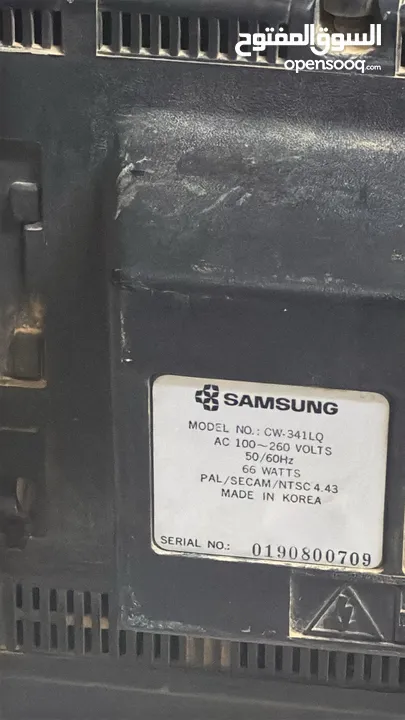 السوق المفتوح
opensooq.com
SAMSUNG
MODEL NO.: CW-341LQ
AC 100~260 VOLTS
50/60Hz
66 WATTS
PAL/SECAM/NTSC 4.43
MADE IN KOREA
SERIAL NO.: 0190800709